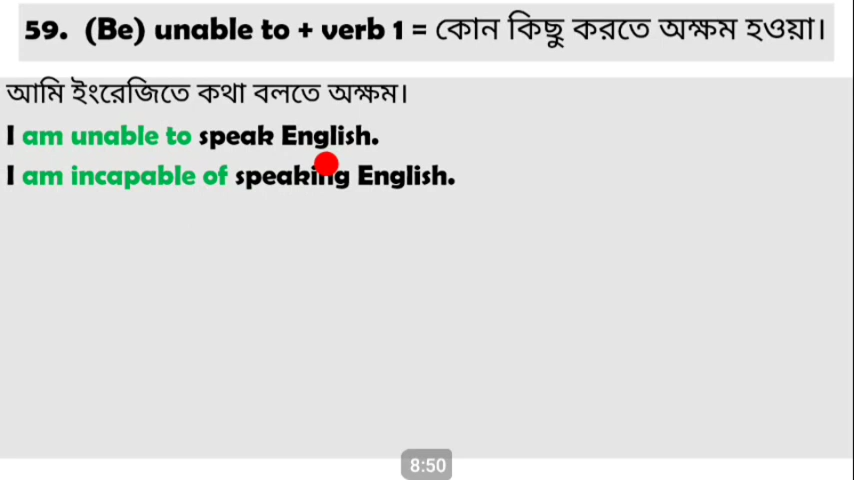 59. (Be) unable to + verb 1 = কোন কিছু করতে অক্ষম হওয়া।
আমি ইংরেজিতে কথা বলতে অক্ষম।
I am unable to speak English.
I am incapable of speaking English.
8:50